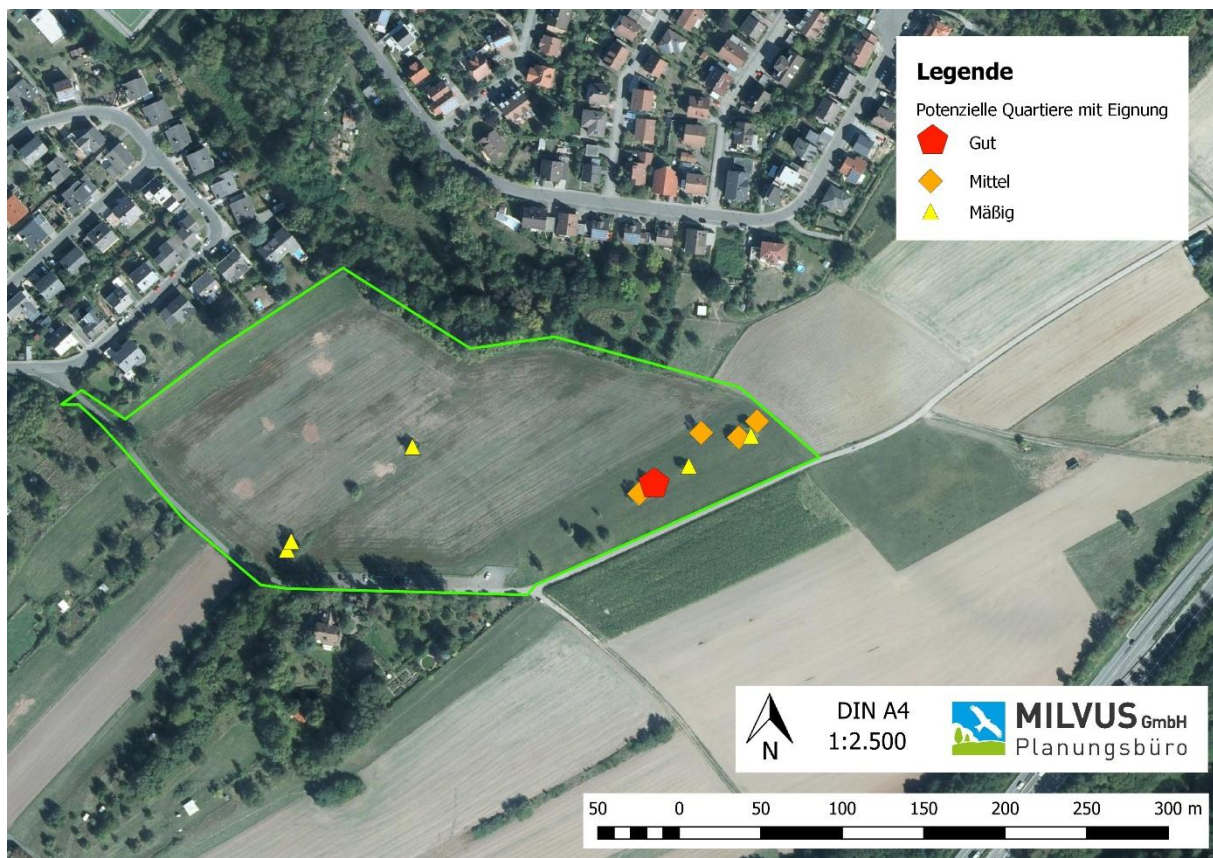 Legende
Potenzielle Quartiere mit Eignung
Gut
Mittel
Mäßig
N
DIN A4
1:2.500
MILVUS GmbH
Planungsbüro
50 0 50 100 150 200 250 300 m